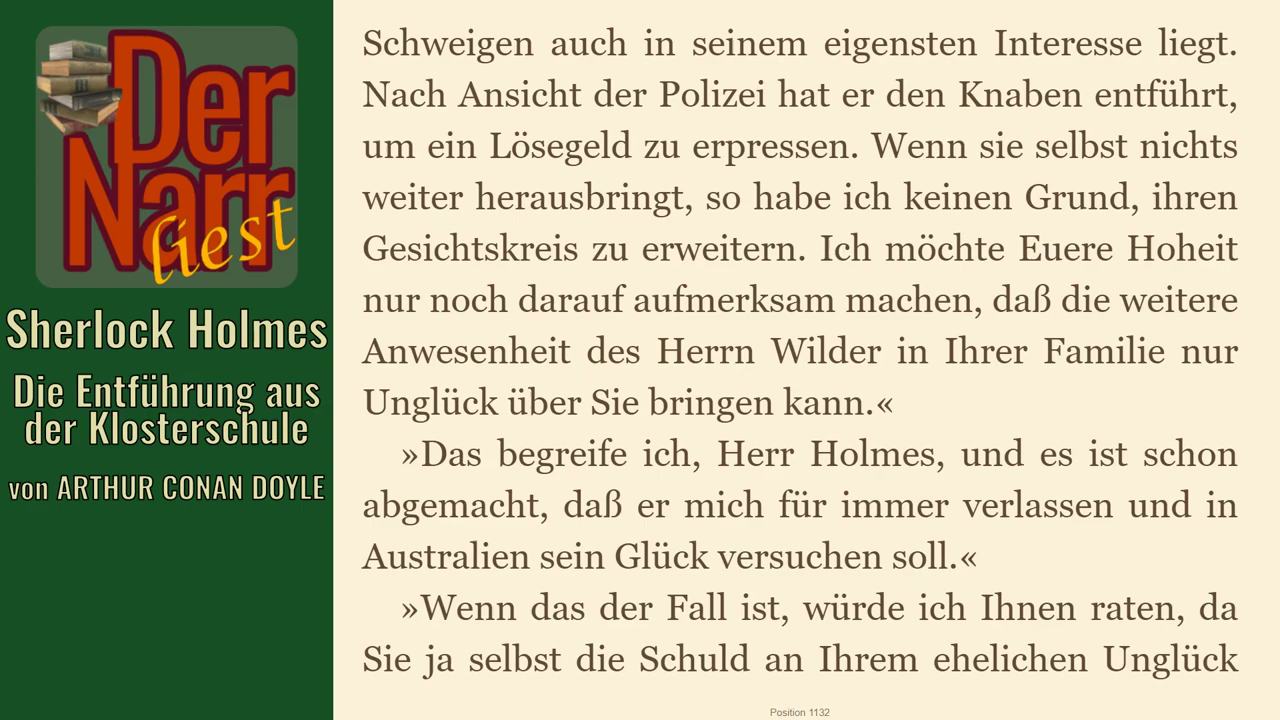 Der
Narr
liest
Sherlock Holmes
Die Entführung aus
der Klosterschule
von ARTHUR CONAN DOYLE
Schweigen auch in seinem eigensten Interesse liegt.
Nach Ansicht der Polizei hat er den Knaben entführt,
um ein Lösegeld zu erpressen. Wenn sie selbst nichts
weiter herausbringt, so habe ich keinen Grund, ihren
Gesichtskreis zu erweitern. Ich möchte Euere Hoheit
nur noch darauf aufmerksam machen, daß die weitere
Anwesenheit des Herrn Wilder in Ihrer Familie nur
Unglück über Sie bringen kann.«
»Das begreife ich, Herr Holmes, und es ist schon
abgemacht, daß er mich für immer verlassen und in
Australien sein Glück versuchen soll.«
»Wenn das der Fall ist, würde ich Ihnen raten, da
Sie ja selbst die Schuld an Ihrem ehelichen Unglück
Position 1132